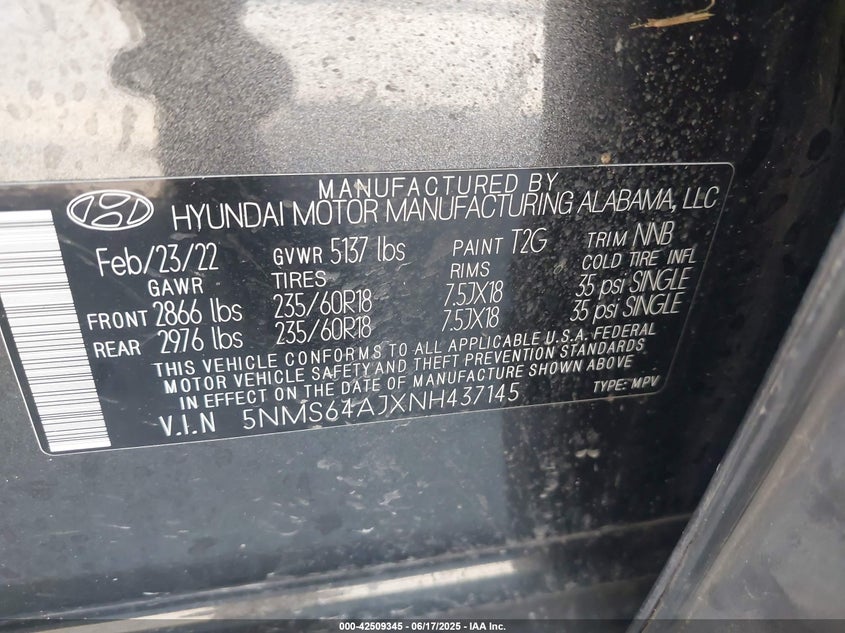 MANUFACTURED BY
HYUNDAI MOTOR MANUFACTURING ALABAMA, LLC
Feb/23/22 GVWR 5137 lbs PAINT T2G TRIM NNB
GAWR TIRES RIMS COLD TIRE INFL
FRONT 2866 lbs 235/60R18 7.5JX18 35 psi SINGLE
REAR 2976 lbs 235/60R18 7.5JX18 35 psi SINGLE
THIS VEHICLE CONFORMS TO ALL APPLICABLE U.S.A. FEDERAL
MOTOR VEHICLE SAFETY AND THEFT PREVENTION STANDARDS
IN EFFECT ON THE DATE OF MANUFACTURE SHOWN ABOVE
V.I.N 5NMS64AJXNH437145 TYPE: MPV
000-42509345 - 06/17/2025 - IAA Inc.